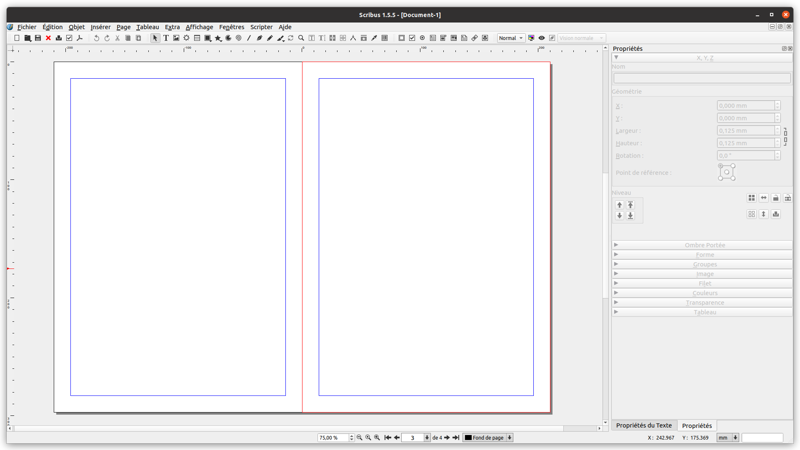 Scribus 1.5.5 - [Document-1]
Fichier Édition Objet Insérer Page Tableau Extra Affichage Fenêtres Scripter Aide
Normal Vision normale
Propriétés
X, Y, Z
Nom
Géométrie
X : 0,000 mm
Y : 0,000 mm
Largeur : 0,125 mm
Hauteur : 0,125 mm
Rotation : 0,0 °
Point de référence :
Niveau
Ombre Portée
Forme
Groupes
Image
Filet
Couleurs
Transparence
Tableau
Propriétés du Texte Propriétés
75,00 % 3 de 4 Fond de page X : 242.967 Y : 175.369 mm